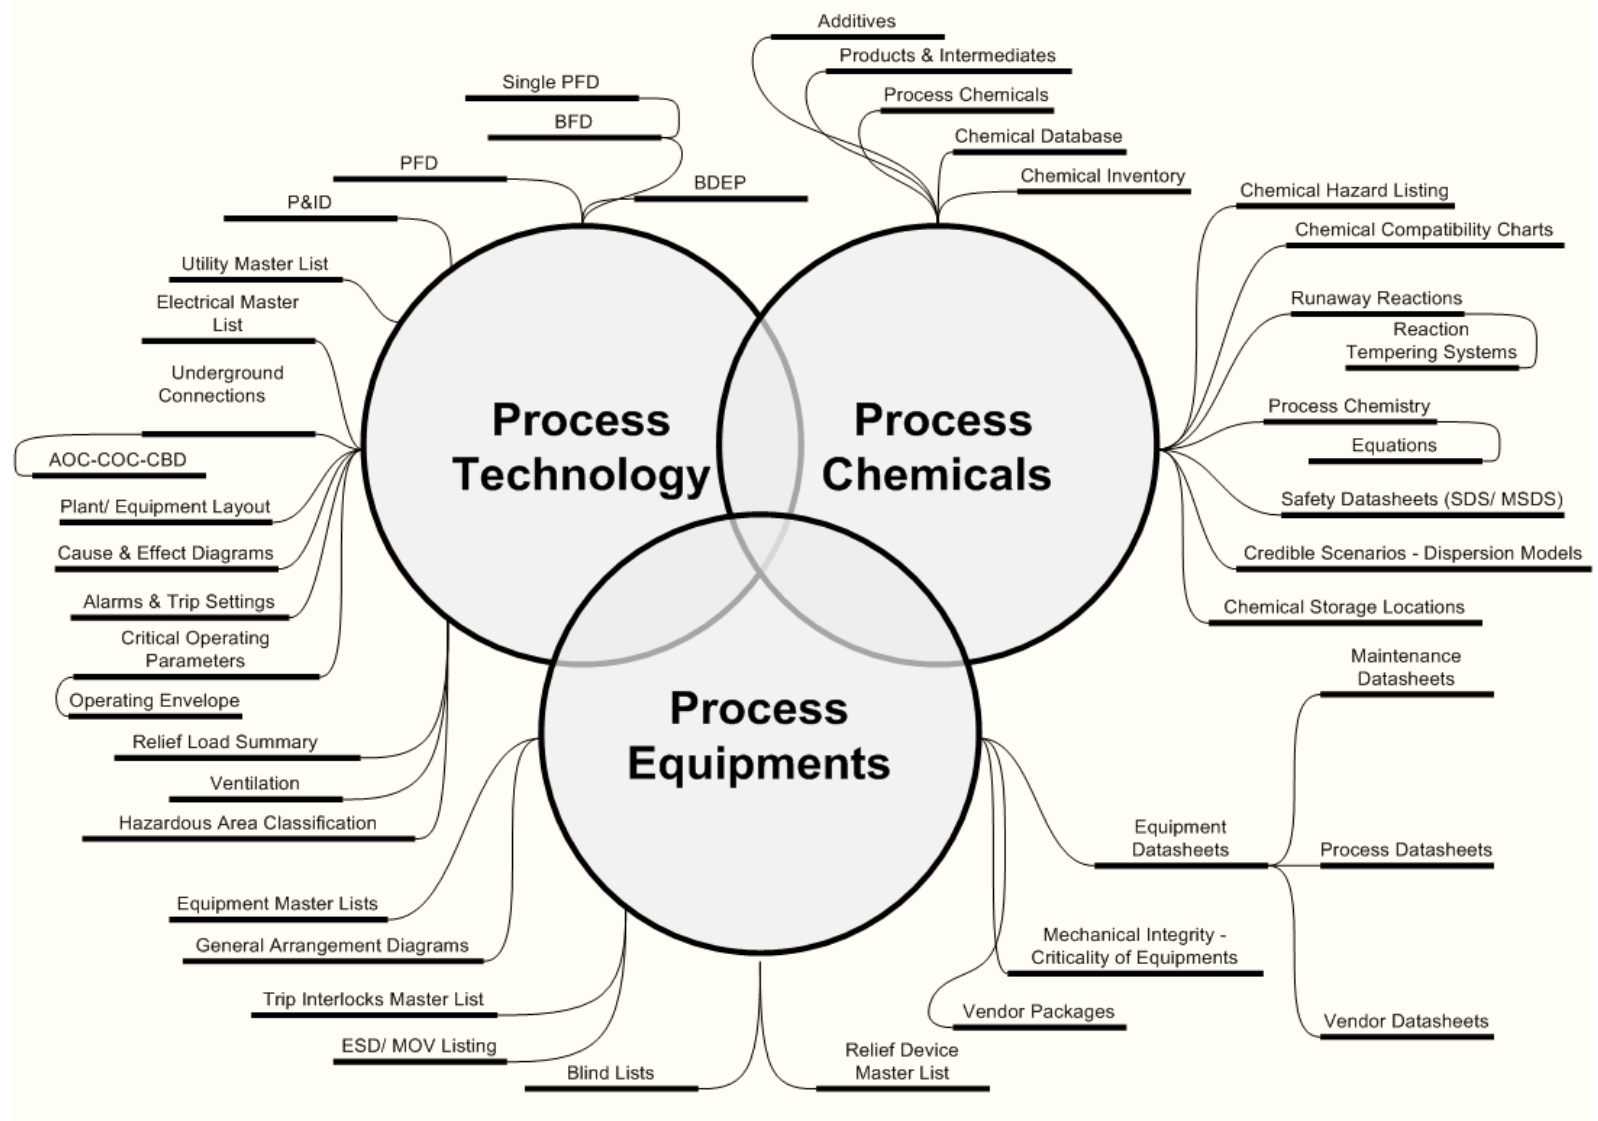 Additives
Products & Intermediates
Process Chemicals
Chemical Database
Chemical Inventory
Single PFD
BFD
PFD
BDEP
P&ID
Utility Master List
Electrical Master
List
Underground
Connections
AOC-COC-CBD
Plant/ Equipment Layout
Cause & Effect Diagrams
Alarms & Trip Settings
Critical Operating
Parameters
Operating Envelope
Relief Load Summary
Ventilation
Hazardous Area Classification
Process
Technology
Process
Chemicals
Process
Equipments
Chemical Hazard Listing
Chemical Compatibility Charts
Runaway Reactions
Reaction
Tempering Systems
Process Chemistry
Equations
Safety Datasheets (SDS/ MSDS)
Credible Scenarios - Dispersion Models
Chemical Storage Locations
Maintenance
Datasheets
Equipment
Datasheets
Process Datasheets
Vendor Datasheets
Mechanical Integrity -
Criticality of Equipments
Vendor Packages
Relief Device
Master List
Equipment Master Lists
General Arrangement Diagrams
Trip Interlocks Master List
ESD/ MOV Listing
Blind Lists